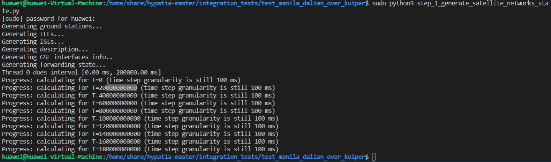 huawei@huawei-Virtual-Machine:/home/share/hypatia-master/integration_tests/test_manila_dalian_over_kuiper$ sudo python3 step_1_generate_satellite_networks_sta
te.py
[sudo] password for huawei:
Generating ground stations...
Generating TLEs...
Generating ISLs...
Generating description...
Generating GSL interfaces info..
Generating forwarding state...
Thread 0 does interval [0.00 ms, 200000.00 ms]
Progress: calculating for T=0 (time step granularity is still 100 ms)
Progress: calculating for T=20000000000 (time step granularity is still 100 ms)
Progress: calculating for T=40000000000 (time step granularity is still 100 ms)
Progress: calculating for T=60000000000 (time step granularity is still 100 ms)
Progress: calculating for T=80000000000 (time step granularity is still 100 ms)
Progress: calculating for T=100000000000 (time step granularity is still 100 ms)
Progress: calculating for T=120000000000 (time step granularity is still 100 ms)
Progress: calculating for T=140000000000 (time step granularity is still 100 ms)
Progress: calculating for T=160000000000 (time step granularity is still 100 ms)
Progress: calculating for T=180000000000 (time step granularity is still 100 ms)
huawei@huawei-Virtual-Machine:/home/share/hypatia-master/integration_tests/test_manila_dalian_over_kuiper$